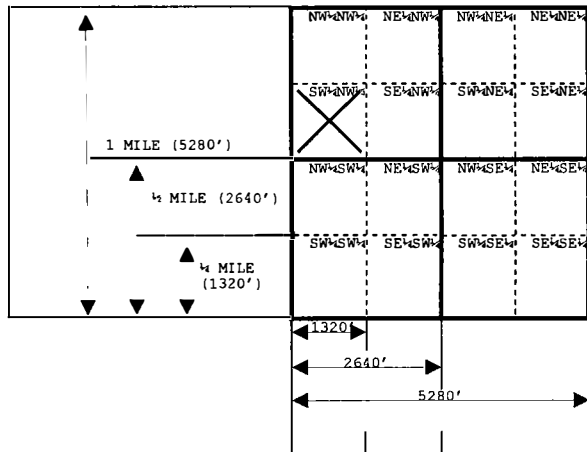 NW¼NW¼ NE¼NW¼ NW¼NE¼ NE¼NE¼
SW¼NW¼ SE¼NW¼ SW¼NE¼ SE¼NE¼
1 MILE (5280')
NW¼SW¼ NE¼SW¼ NW¼SE¼ NE¼SE¼
½ MILE (2640')
SW¼SW¼ SE¼SW¼ SW¼SE¼ SE¼SE¼
¼ MILE
(1320')
1320'
2640'
5280'